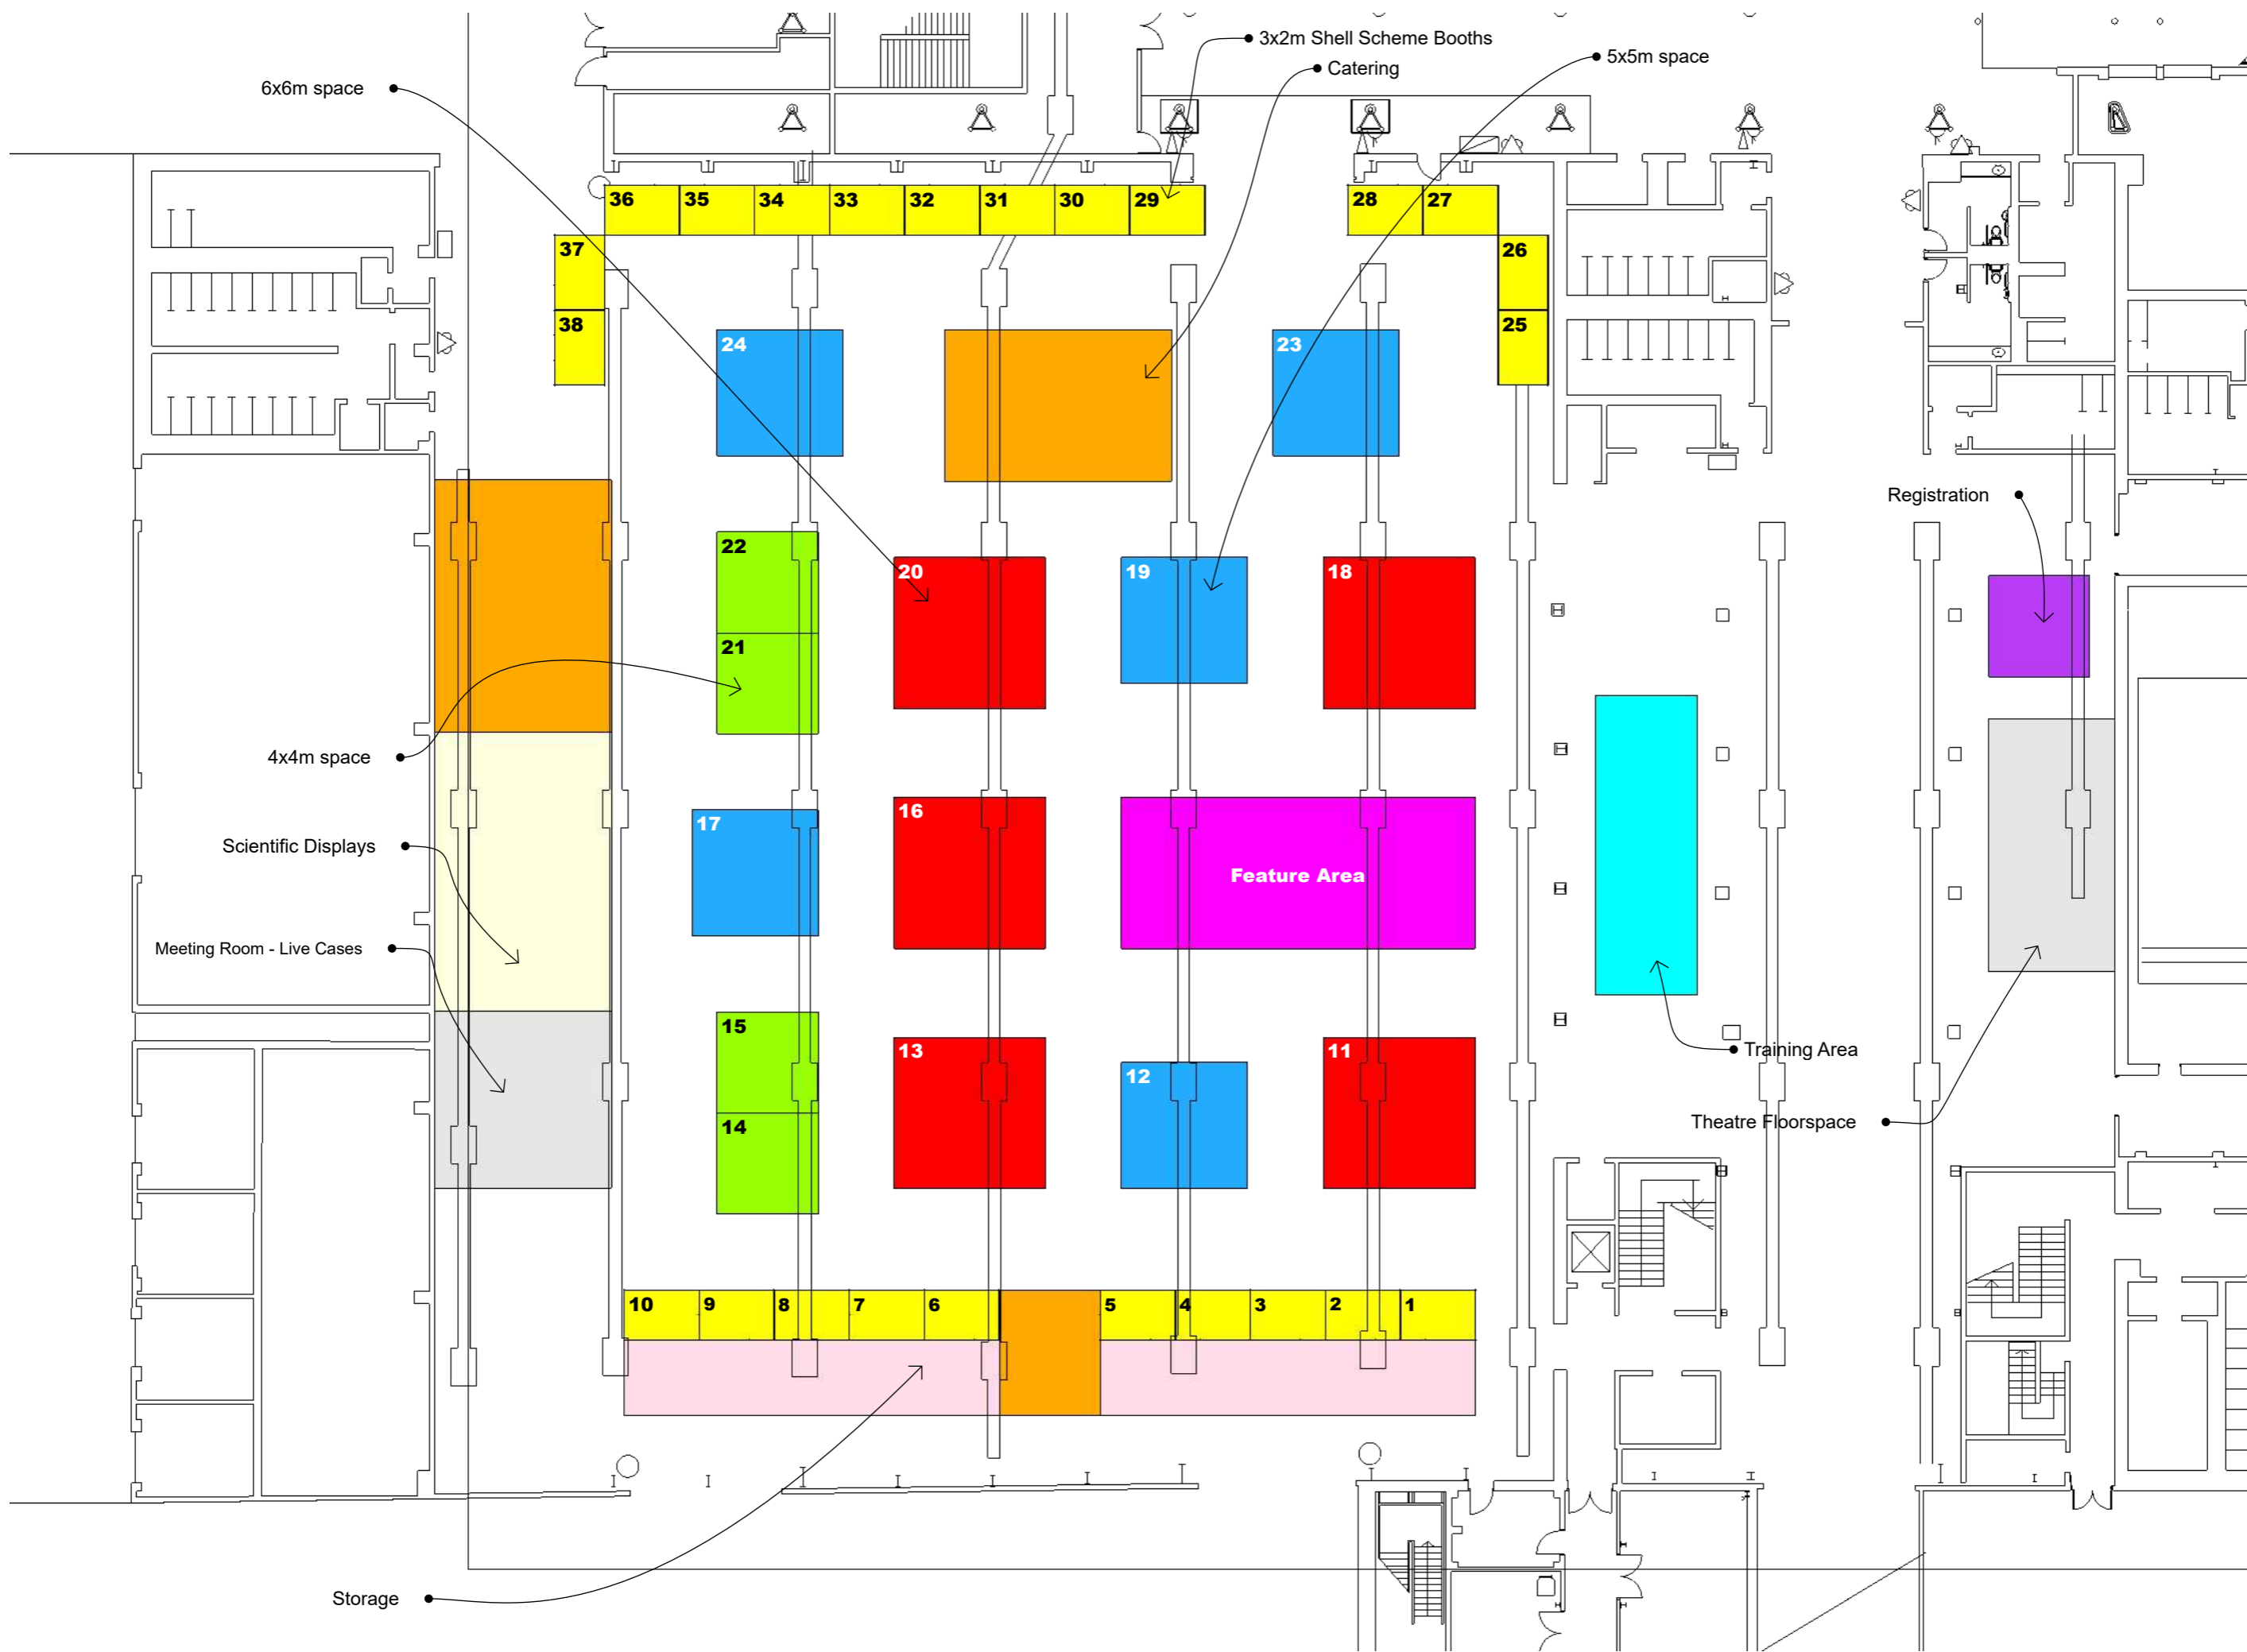 3x2m Shell Scheme Booths
5x5m space
Catering
6x6m space
36 35 34 33 32 31 30 29 28 27
37 26
38 25
24 23
Registration
22 20 19 18
21
4x4m space
17 16
Scientific Displays
Feature Area
Meeting Room - Live Cases
15 13 12 11
Training Area
14
Theatre Floorspace
10 9 8 7 6 5 4 3 2 1
Storage